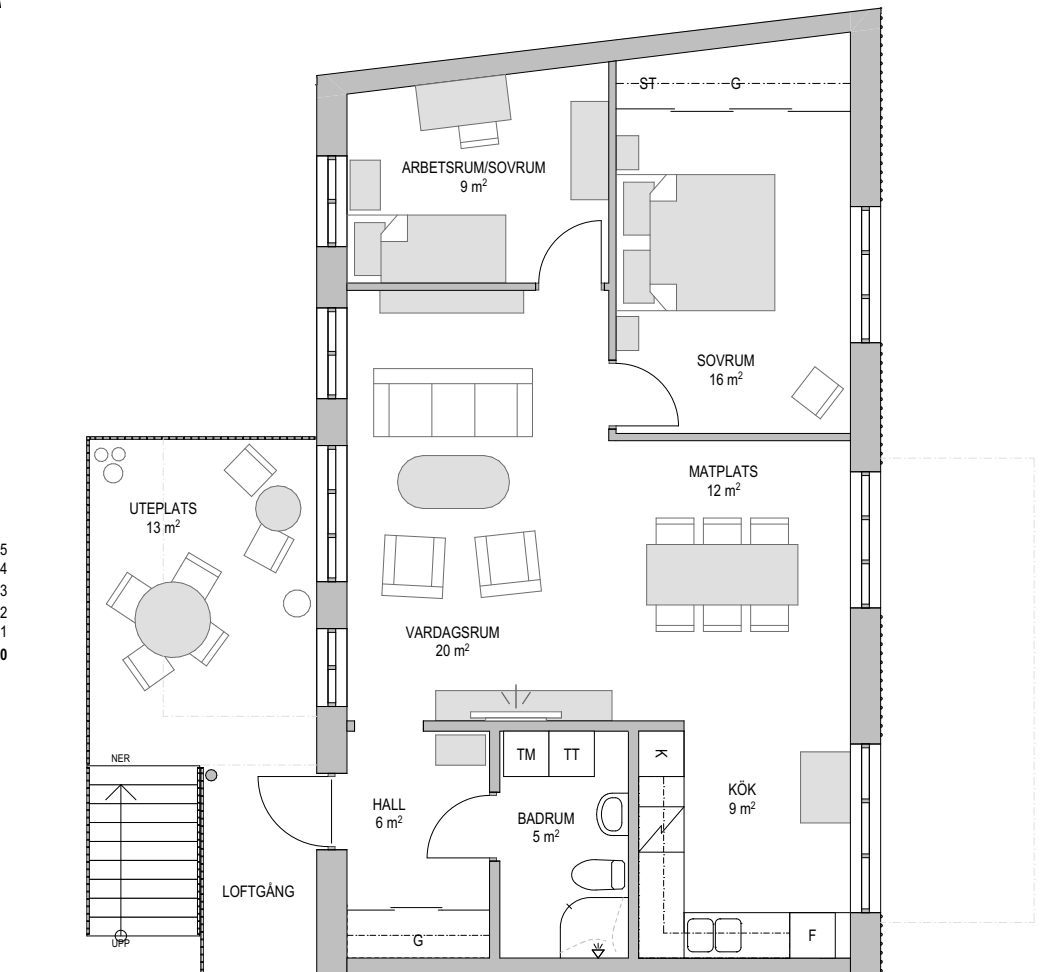 ST
G
ARBETSRUM/SOVRUM
9 m²
SOVRUM
16 m²
MATPLATS
12 m²
UTEPLATS
13 m²
5
4
3
2
1
0
VARDAGSRUM
20 m²
NER
TM
TT
K
HALL
6 m²
BADRUM
5 m²
KÖK
9 m²
LOFTGÅNG
UPP
G
F